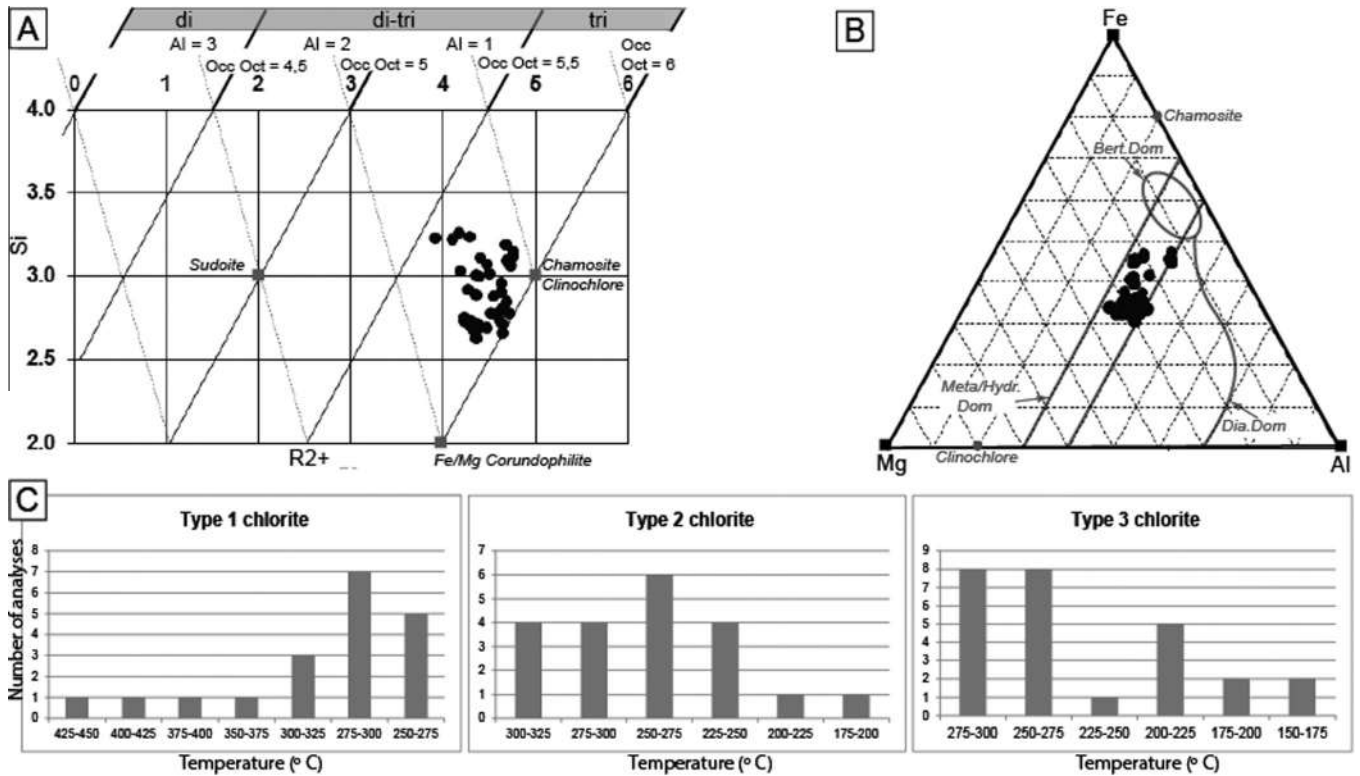 A
di
di-tri
tri
Al = 3
Al = 2
Al = 1
Occ
Occ Oct = 4,5
Occ Oct = 5
Occ Oct = 5,5
Oct = 6
0
1
2
3
4
5
6
4.0
3.5
3.0
2.5
2.0
Si
Sudoite
Chamosite
Clinochlore
R2+
Fe/Mg Corundophilite
B
Fe
Chamosite
Bert.Dom
Meta/Hydr.
Dom
Dia.Dom
Mg
Clinochlore
Al
C
Type 1 chlorite
Number of analyses
8
7
6
5
4
3
2
1
0
425-450 400-425 375-400 350-375 300-325 275-300 250-275
Temperature (º C)
Type 2 chlorite
7
6
5
4
3
2
1
0
300-325 275-300 250-275 225-250 200-225 175-200
Temperature (º C)
Type 3 chlorite
9
8
7
6
5
4
3
2
1
0
275-300 250-275 225-250 200-225 175-200 150-175
Temperature (º C)